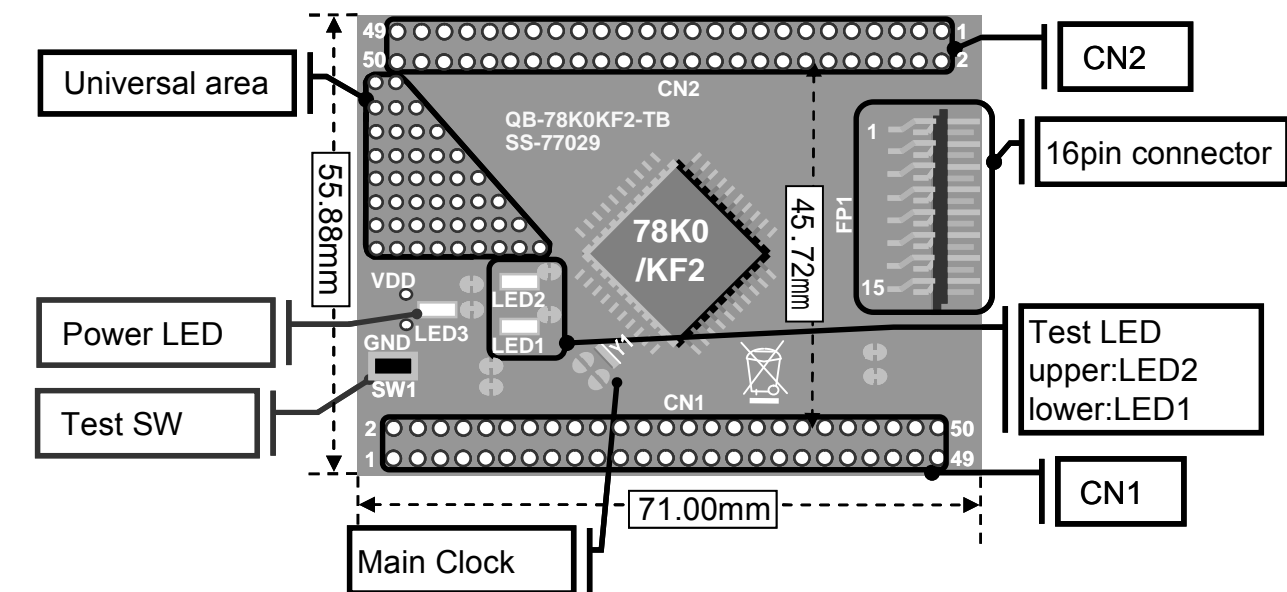 49
1
50
2
CN2
CN2
Universal area
QB-78K0KF2-TB
SS-77029
1
16pin connector
55.88mm
45.72mm
78K0
/KF2
FP1
15
VDD
LED2
Power LED
LED3
LED1
GND
Y1
Test LED
upper:LED2
lower:LED1
SW1
Test SW
CN1
2
50
1
49
CN1
71.00mm
Main Clock